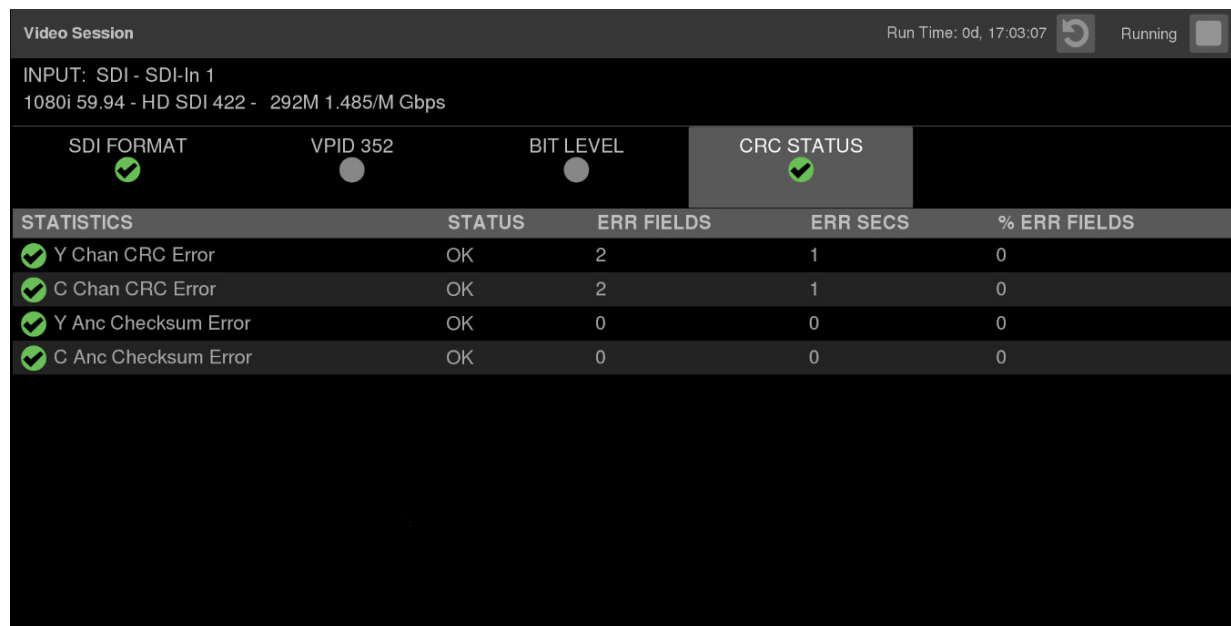 Video Session Run Time: 0d, 17:03:07 Running
INPUT: SDI - SDI-In 1
1080i 59.94 - HD SDI 422 - 292M 1.485/M Gbps
SDI FORMAT VPID 352 BIT LEVEL CRC STATUS
STATISTICS STATUS ERR FIELDS ERR SECS % ERR FIELDS
Y Chan CRC Error OK 2 1 0
C Chan CRC Error OK 2 1 0
Y Anc Checksum Error OK 0 0 0
C Anc Checksum Error OK 0 0 0